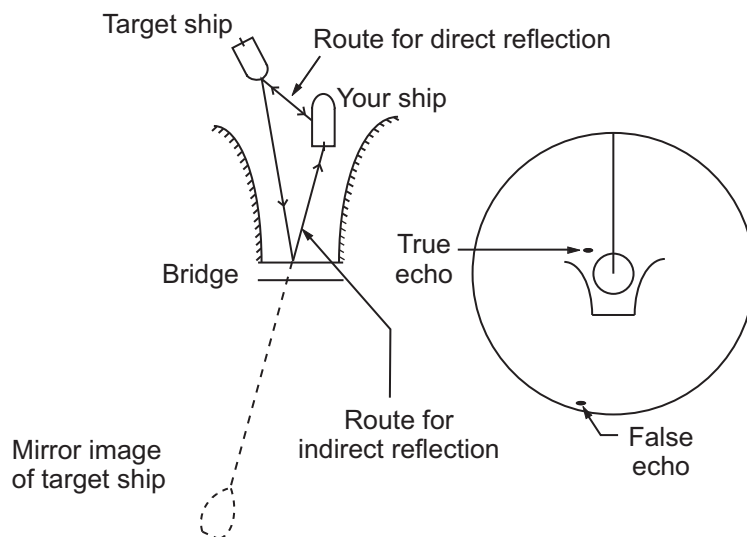 Target ship
Route for direct reflection
Your ship
Bridge
True
echo
Route for
indirect reflection
Mirror image
of target ship
False
echo